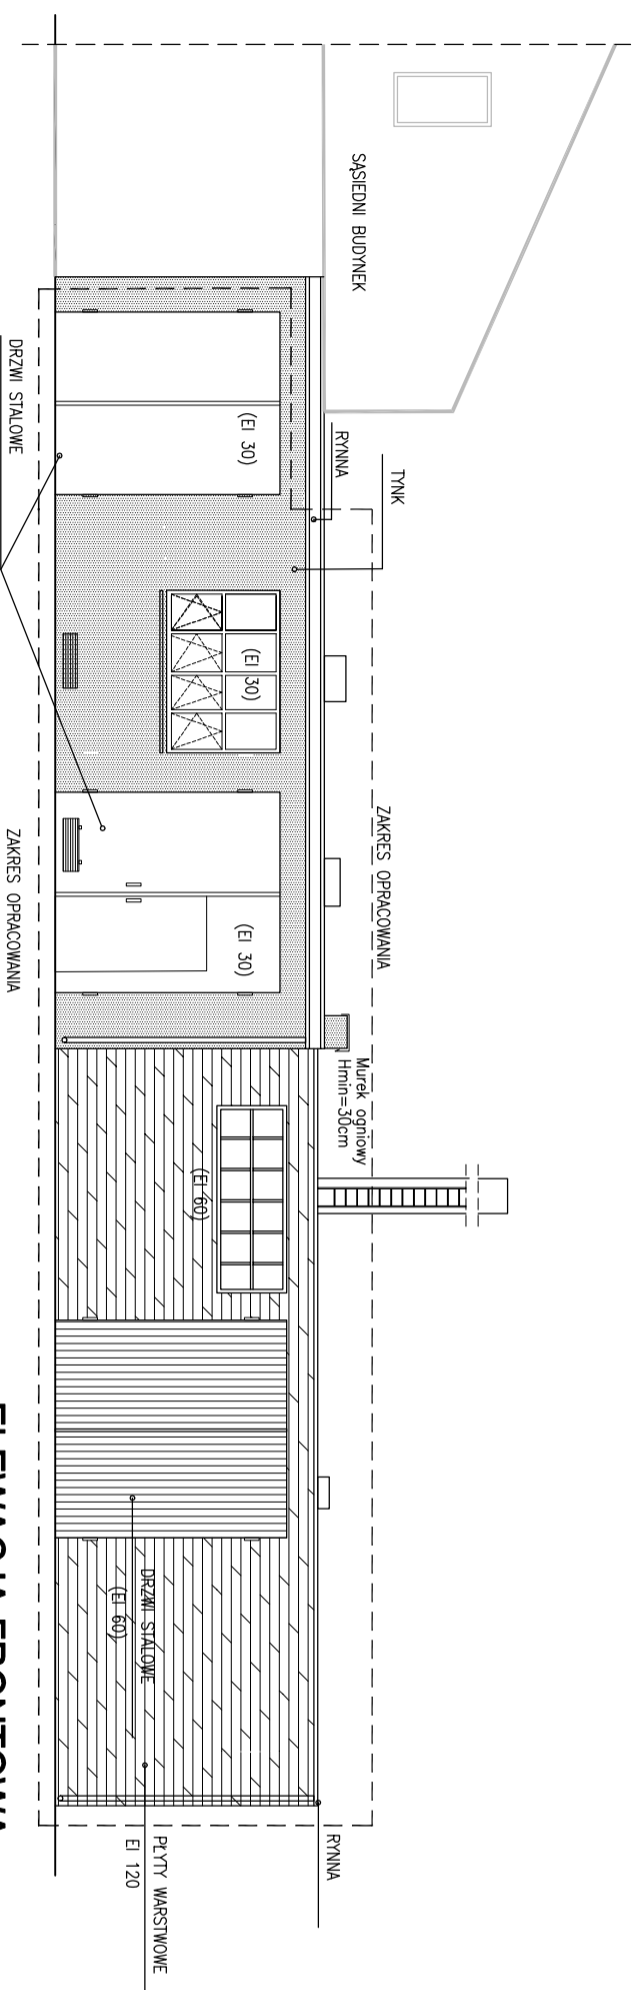 SĄSIEDNI BUDYNEK
TYNK
RYNNA
ZAKRES OPRACOWANIA
Murek ogniowy
Hmin=30cm
(EI 30)
(EI 30)
(EI 30)
(EI 60)
DRZWI STALOWE
(EI 60)
RYNNA
PŁYTY WARSTWOWE
EI 120
DRZWI STALOWE
ZAKRES OPRACOWANIA
ELEWACJA FRONTOWA